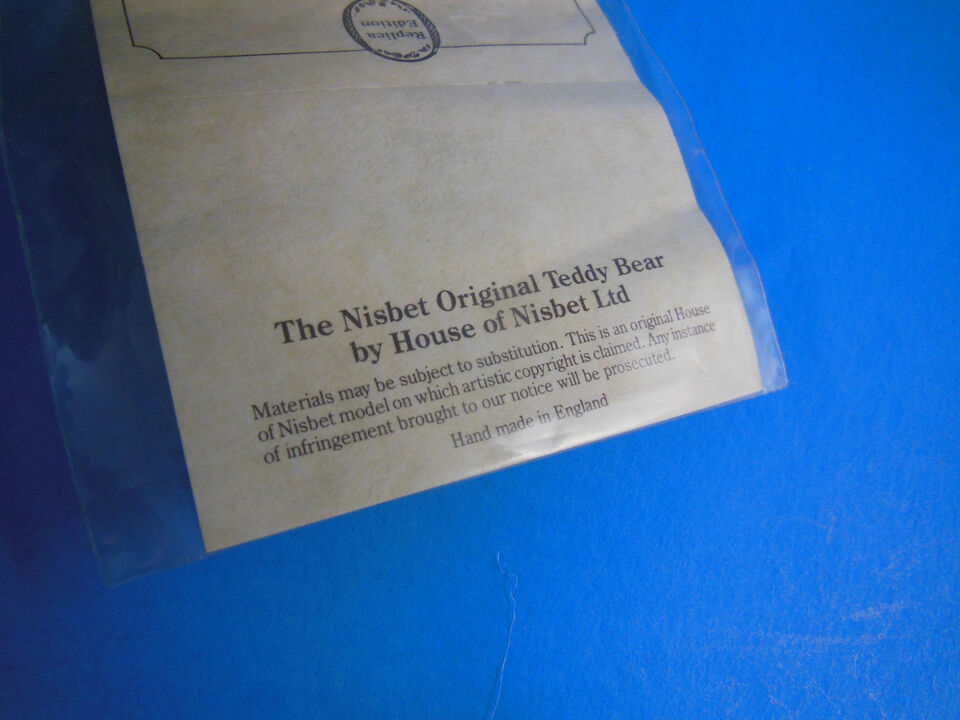 Replica
Edition
The Nisbet Original Teddy Bear
by House of Nisbet Ltd
Materials may be subject to substitution. This is an original House
of Nisbet model on which artistic copyright is claimed. Any instance
of infringement brought to our notice will be prosecuted.
Hand made in England